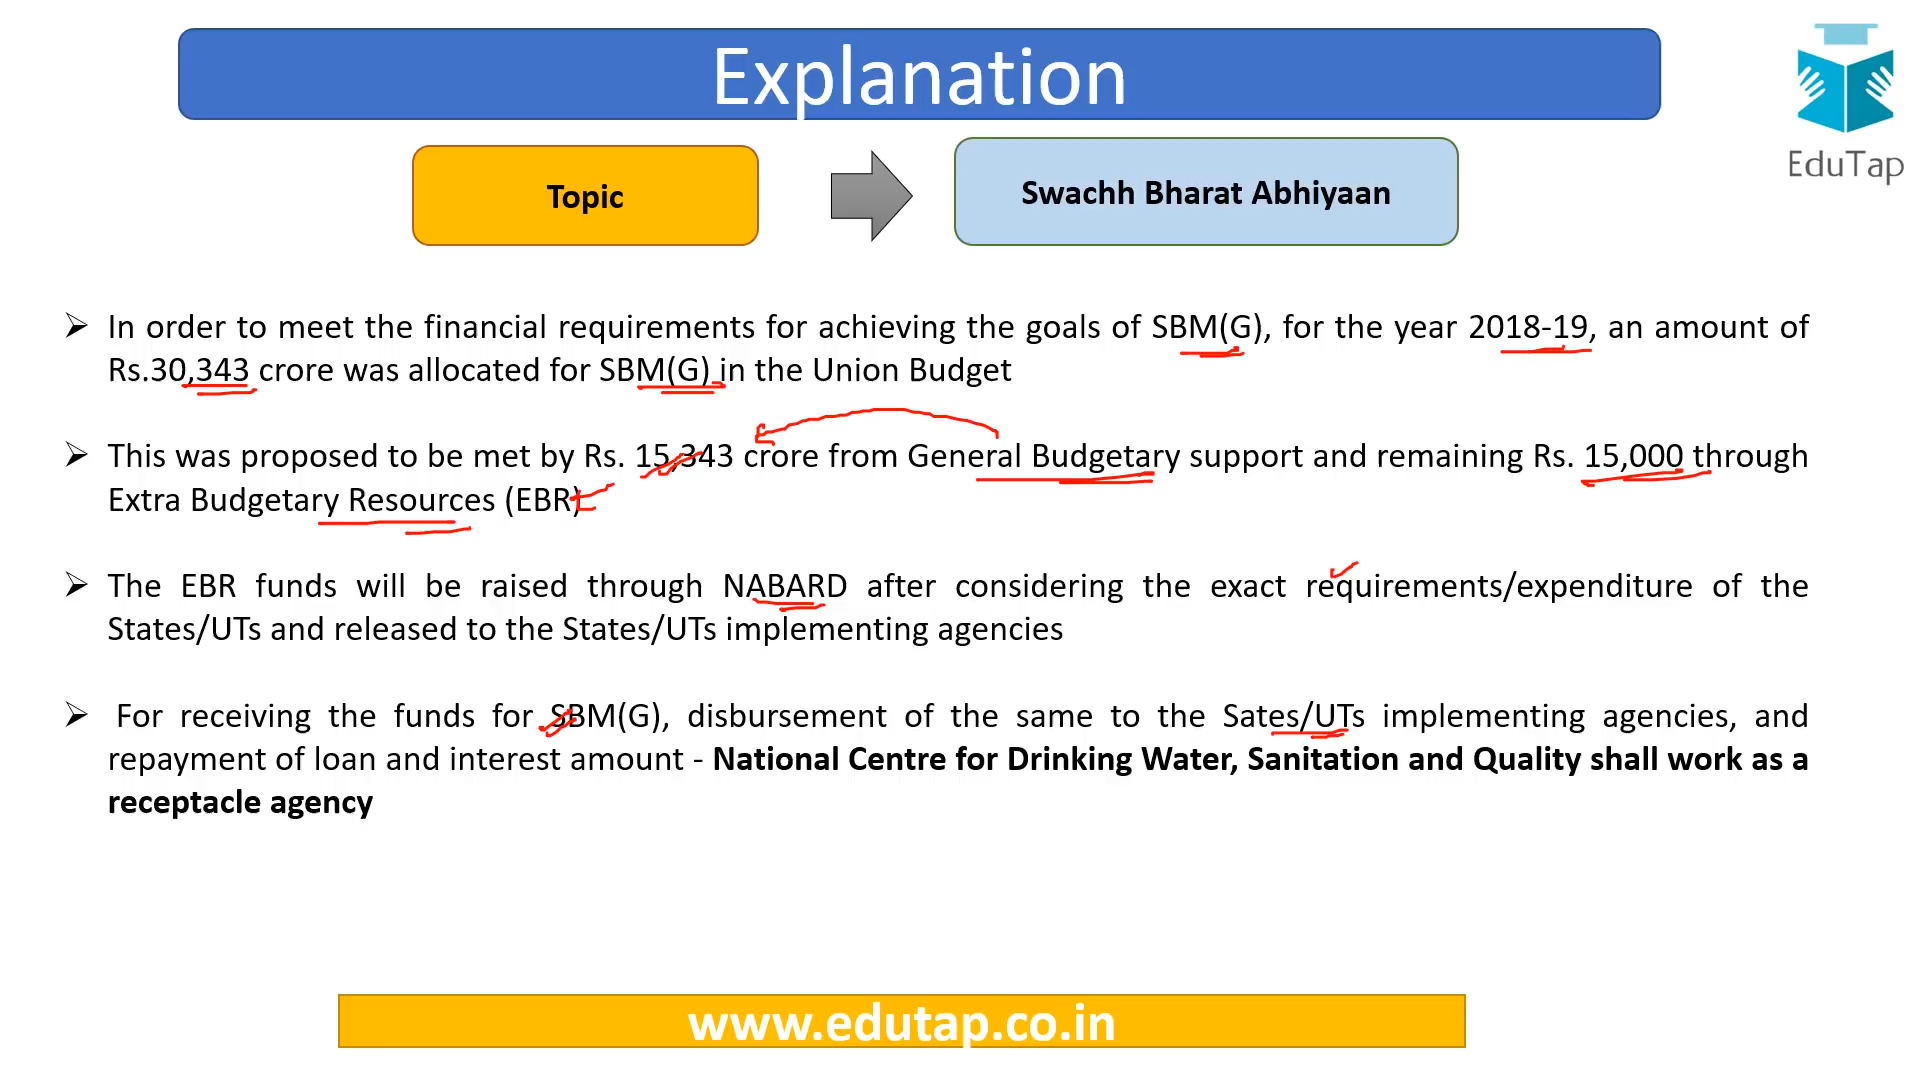 Explanation
EduTap
Topic
Swachh Bharat Abhiyaan
In order to meet the financial requirements for achieving the goals of SBM(G), for the year 2018-19, an amount of
Rs.30,343 crore was allocated for SBM(G) in the Union Budget
This was proposed to be met by Rs. 15,343 crore from General Budgetary support and remaining Rs. 15,000 through
Extra Budgetary Resources (EBR)
The EBR funds will be raised through NABARD after considering the exact requirements/expenditure of the
States/UTs and released to the States/UTs implementing agencies
For receiving the funds for SBM(G), disbursement of the same to the Sates/UTs implementing agencies, and
repayment of loan and interest amount - National Centre for Drinking Water, Sanitation and Quality shall work as a
receptacle agency
www.edutap.co.in